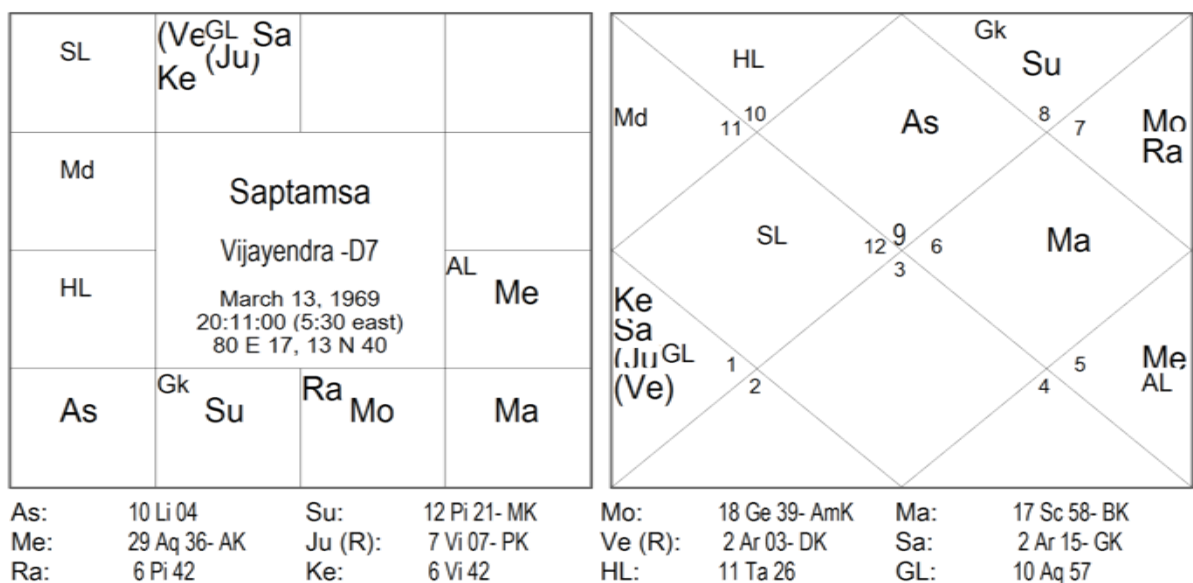 SL
(Ve GL Sa
(Ju)
Ke
Md
HL
Saptamsa
Vijayendra -D7
March 13, 1969
20:11:00 (5:30 east)
80 E 17, 13 N 40
AL
Me
As
Gk
Su
Ra
Mo
Ma
Gk
HL
Su
Md
10
11
As
8
7
Mo
Ra
SL
12
9
6
3
Ma
Ke
Sa
(Ju GL
(Ve)
1
2
5
4
Me
AL
As: 10 Li 04 Su: 12 Pi 21- MK Mo: 18 Ge 39- AmK Ma: 17 Sc 58- BK
Me: 29 Aq 36- AK Ju (R): 7 Vi 07- PK Ve (R): 2 Ar 03- DK Sa: 2 Ar 15- GK
Ra: 6 Pi 42 Ke: 6 Vi 42 HL: 11 Ta 26 GL: 10 Aq 57